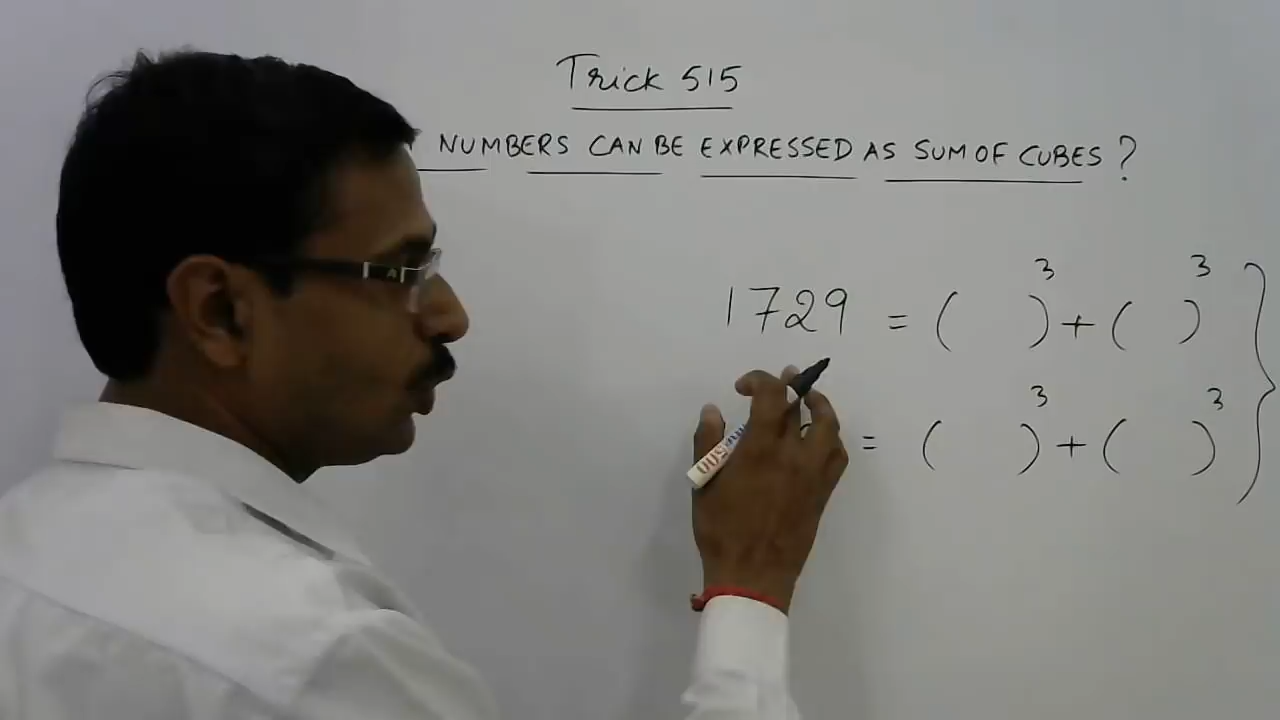 Trick 515
NUMBERS CAN BE EXPRESSED AS SUM OF CUBES ?
1729 = ( )³ + ( )³ }
= ( )³ + ( )³